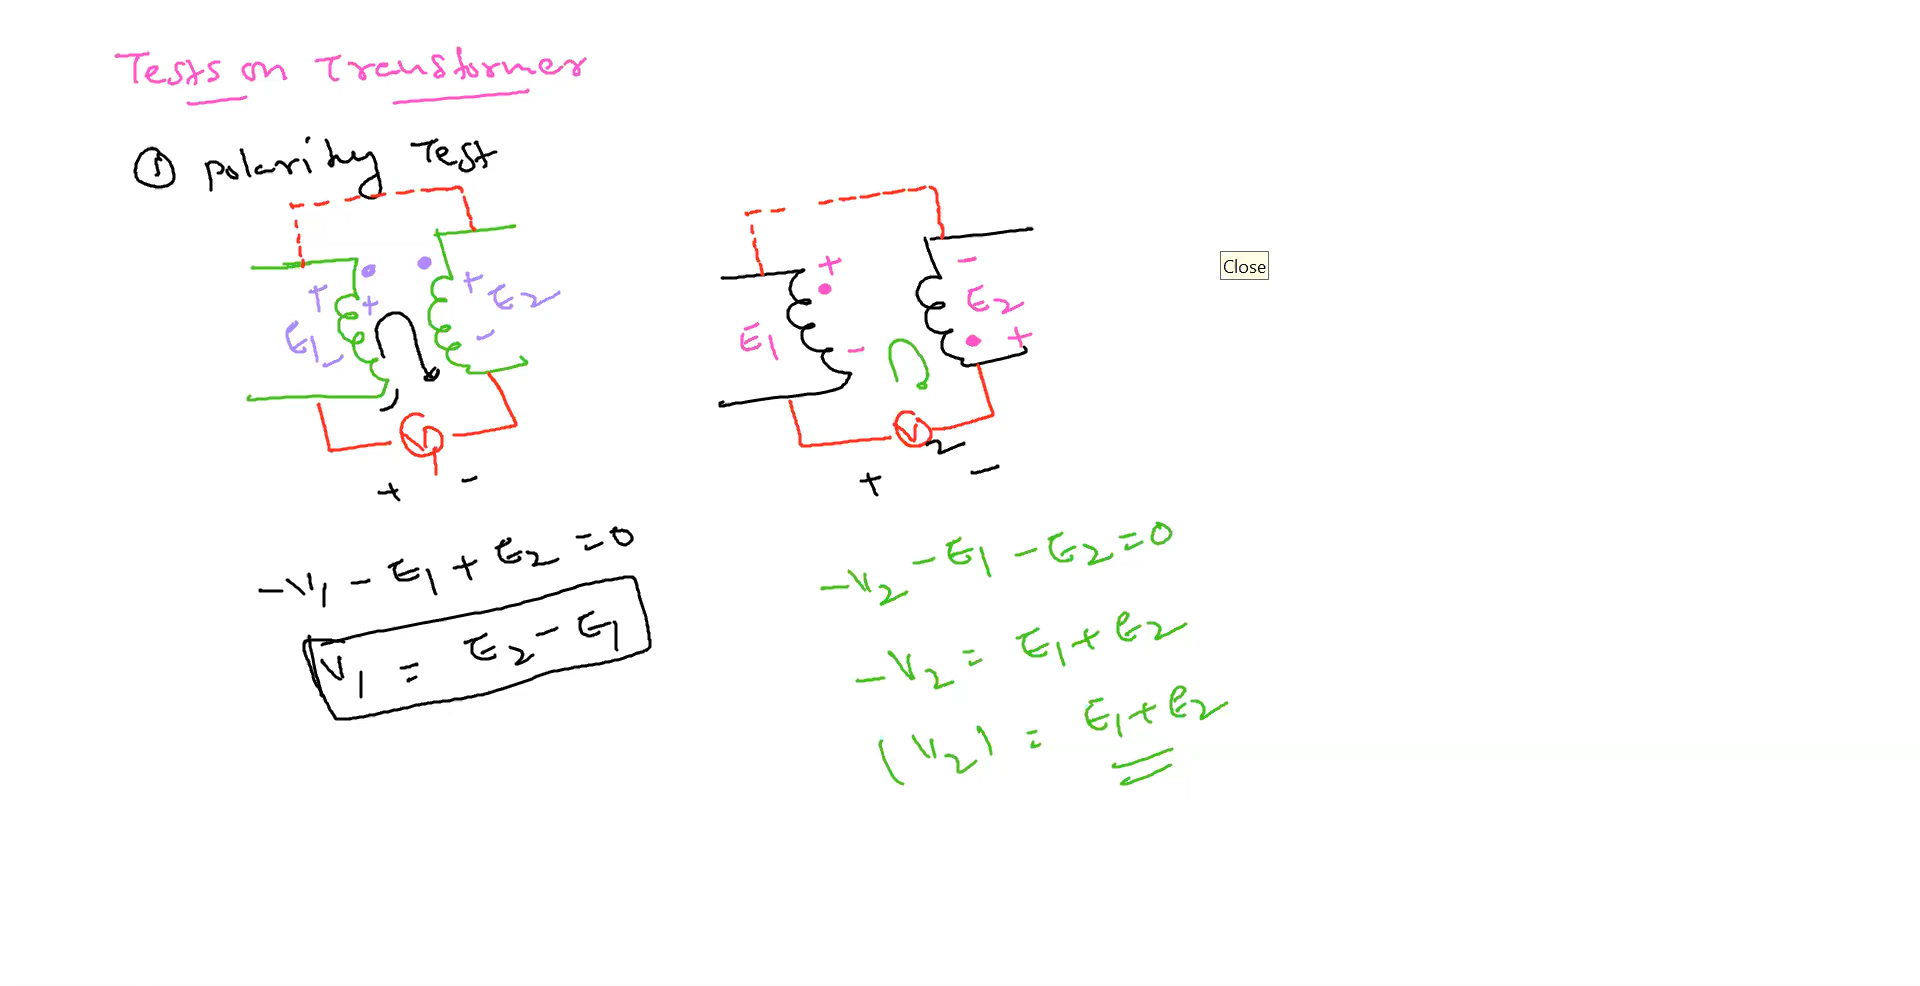 Tests on Transformer
① Polarity Test
+ + E1 -
+ E2 -
V1
+ -
-V1 - E1 + E2 = 0
V1 = E2 - E1
+ E1 -
- E2 +
V2
+ -
-V2 - E1 - E2 = 0
-V2 = E1 + E2
(V2) = E1 + E2
Close